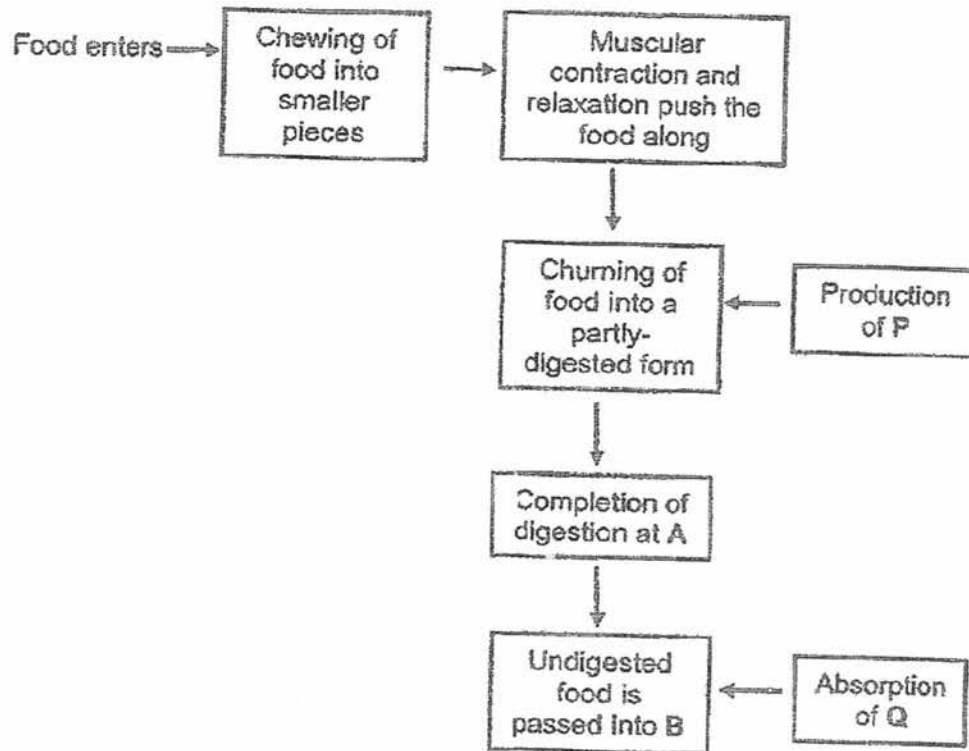 Food enters
Chewing of
food into
smaller
pieces
Muscular
contraction and
relaxation push the
food along
Churning of
food into a
partly-
digested form
Production
of P
Completion of
digestion at A
Undigested
food is
passed into B
Absorption
of Q